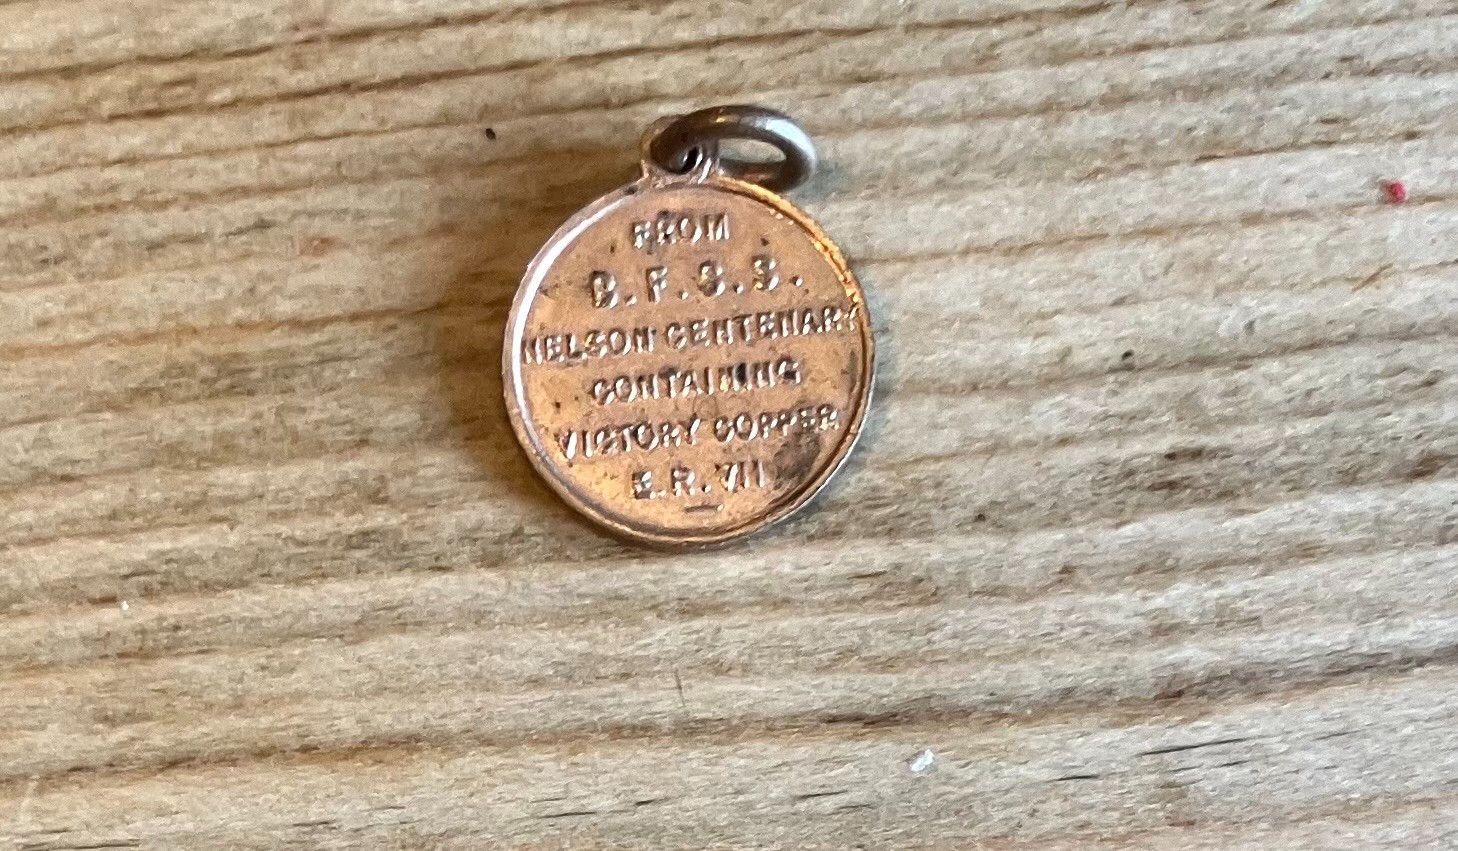 FROM
B.F.S.S.
NELSON CENTENARY
CONTAINING
VICTORY COPPER
E.R.VII